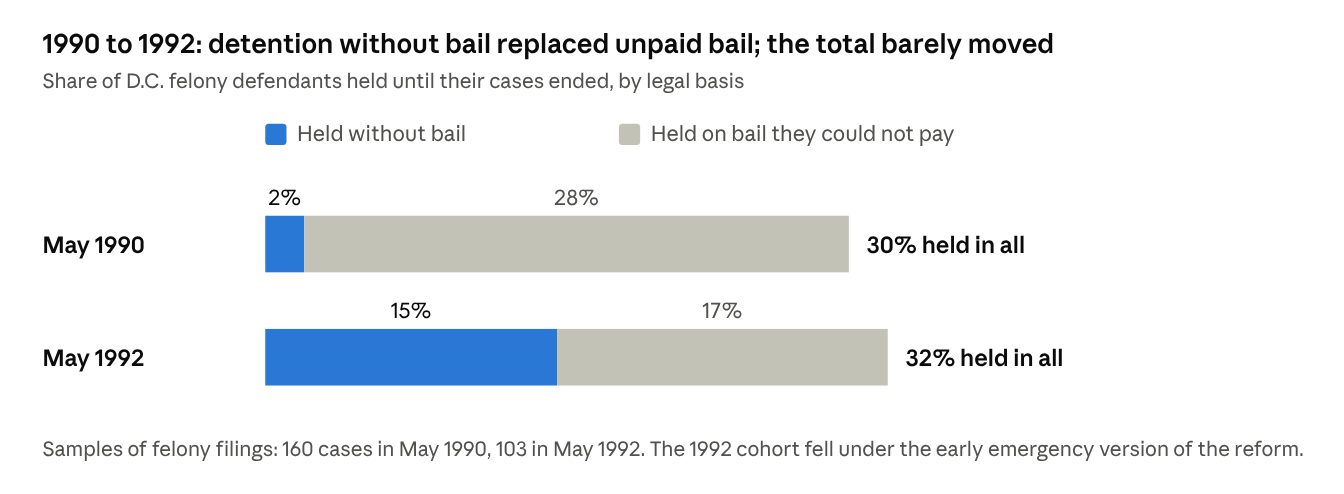 1990 to 1992: detention without bail replaced unpaid bail; the total barely moved
Share of D.C. felony defendants held until their cases ended, by legal basis
Held without bail
Held on bail they could not pay
2%
28%
May 1990
30% held in all
15%
17%
May 1992
32% held in all
Samples of felony filings: 160 cases in May 1990, 103 in May 1992. The 1992 cohort fell under the early emergency version of the reform.